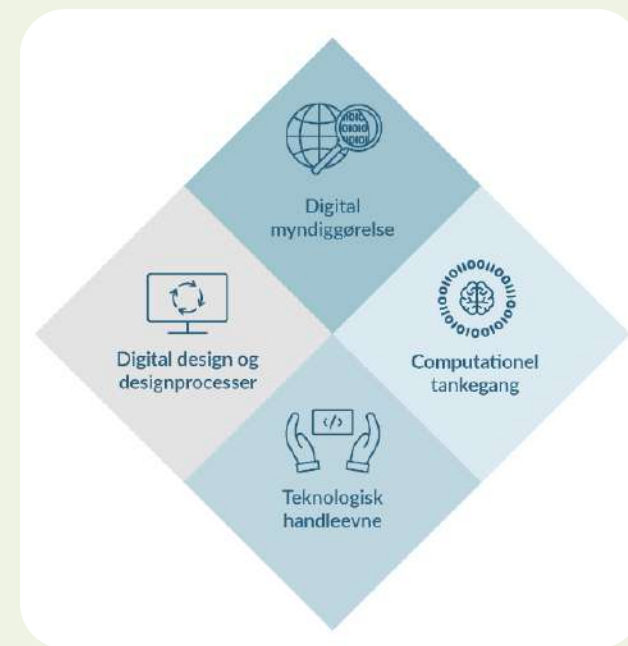 Digital
myndiggørelse
Digital design og
designprocesser
Computationel
tankegang
Teknologisk
handleevne